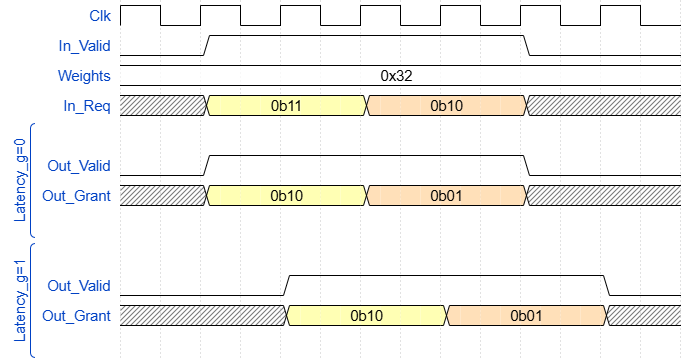 Clk
In_Valid
Weights 0x32
In_Req 0b11 0b10
Latency_g=0
Out_Valid
Out_Grant 0b10 0b01
Latency_g=1
Out_Valid
Out_Grant 0b10 0b01